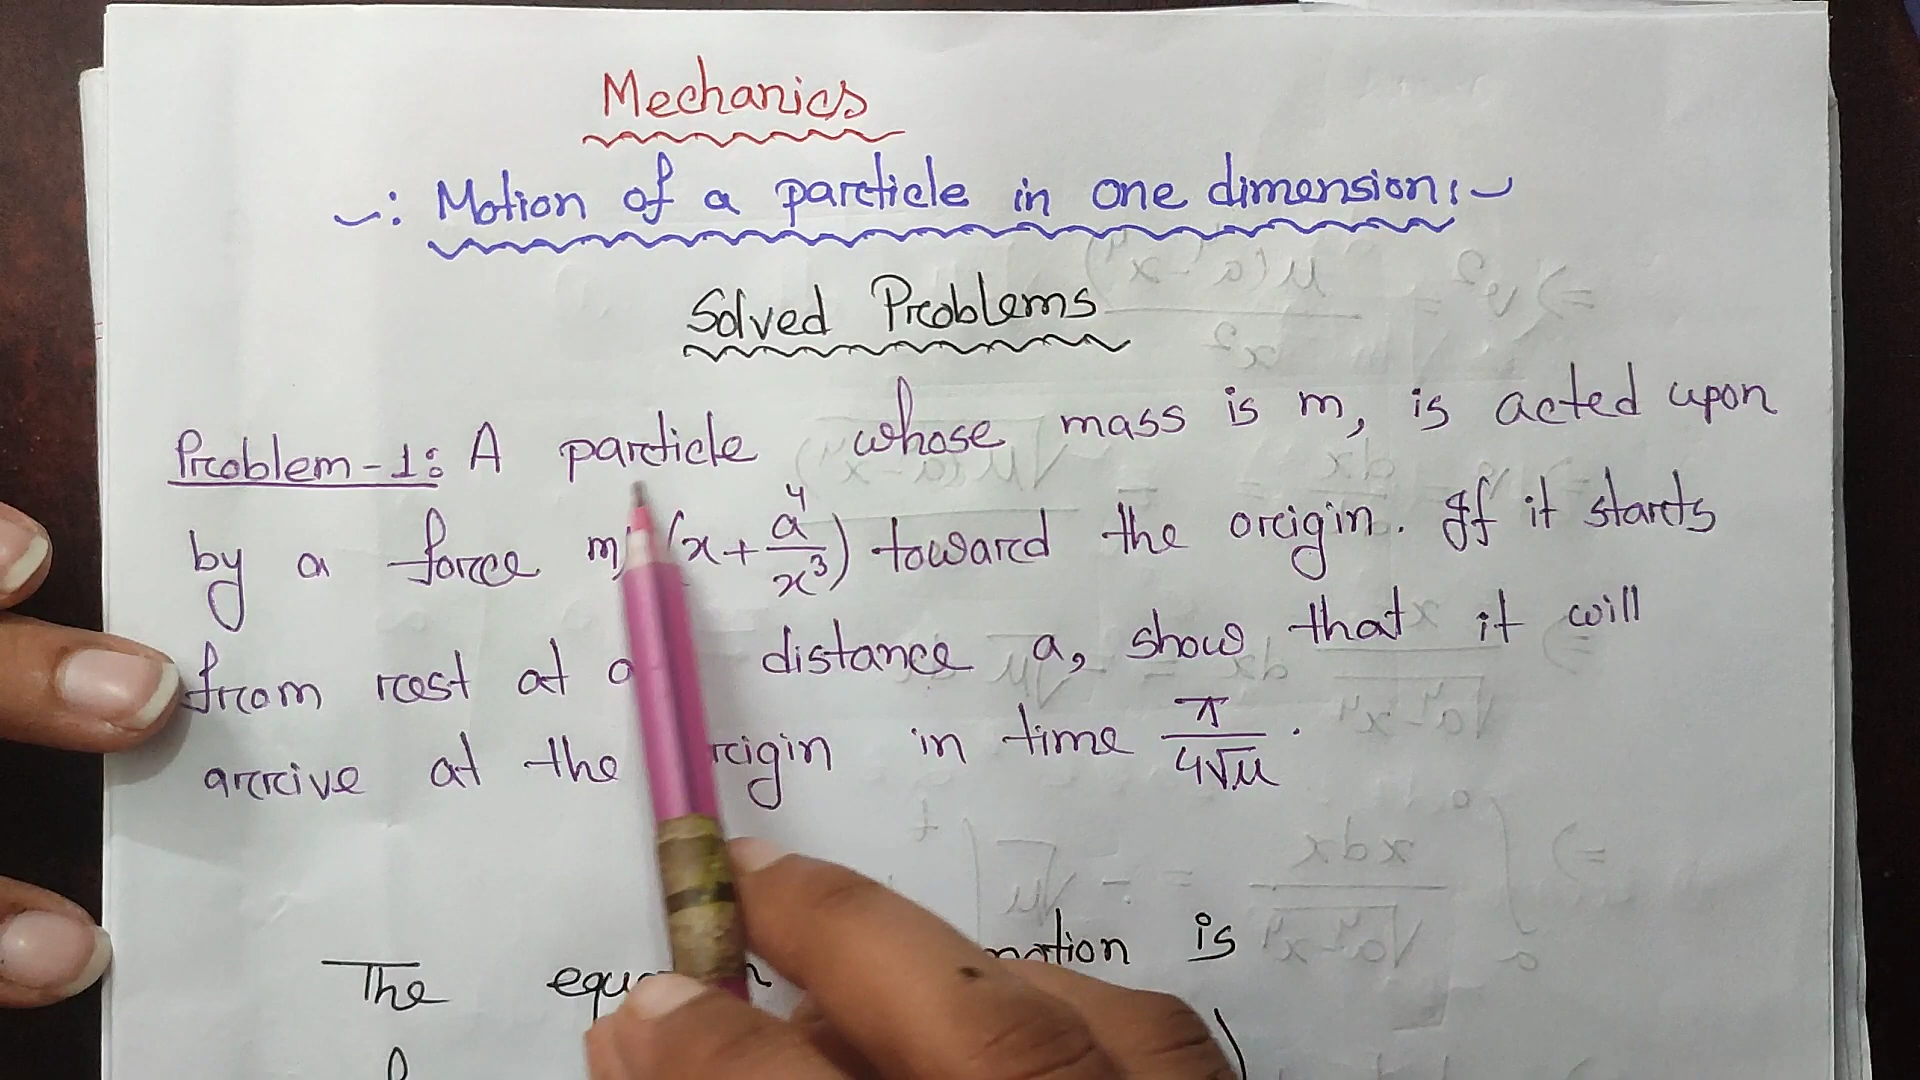 Mechanics
-: Motion of a particle in one dimension :-
Solved Problems
Problem-1: A particle whose mass is m, is acted upon
by a force m (x + a⁴/x³) toward the origin. If it starts
from rest at a distance a, show that it will
arrive at the origin in time π/4√μ.
The is